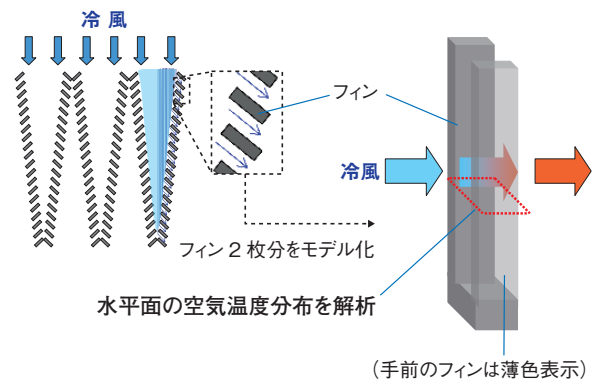 冷 風
フィン
冷風
フィン 2 枚分をモデル化
水平面の空気温度分布を解析
(手前のフィンは薄色表示)